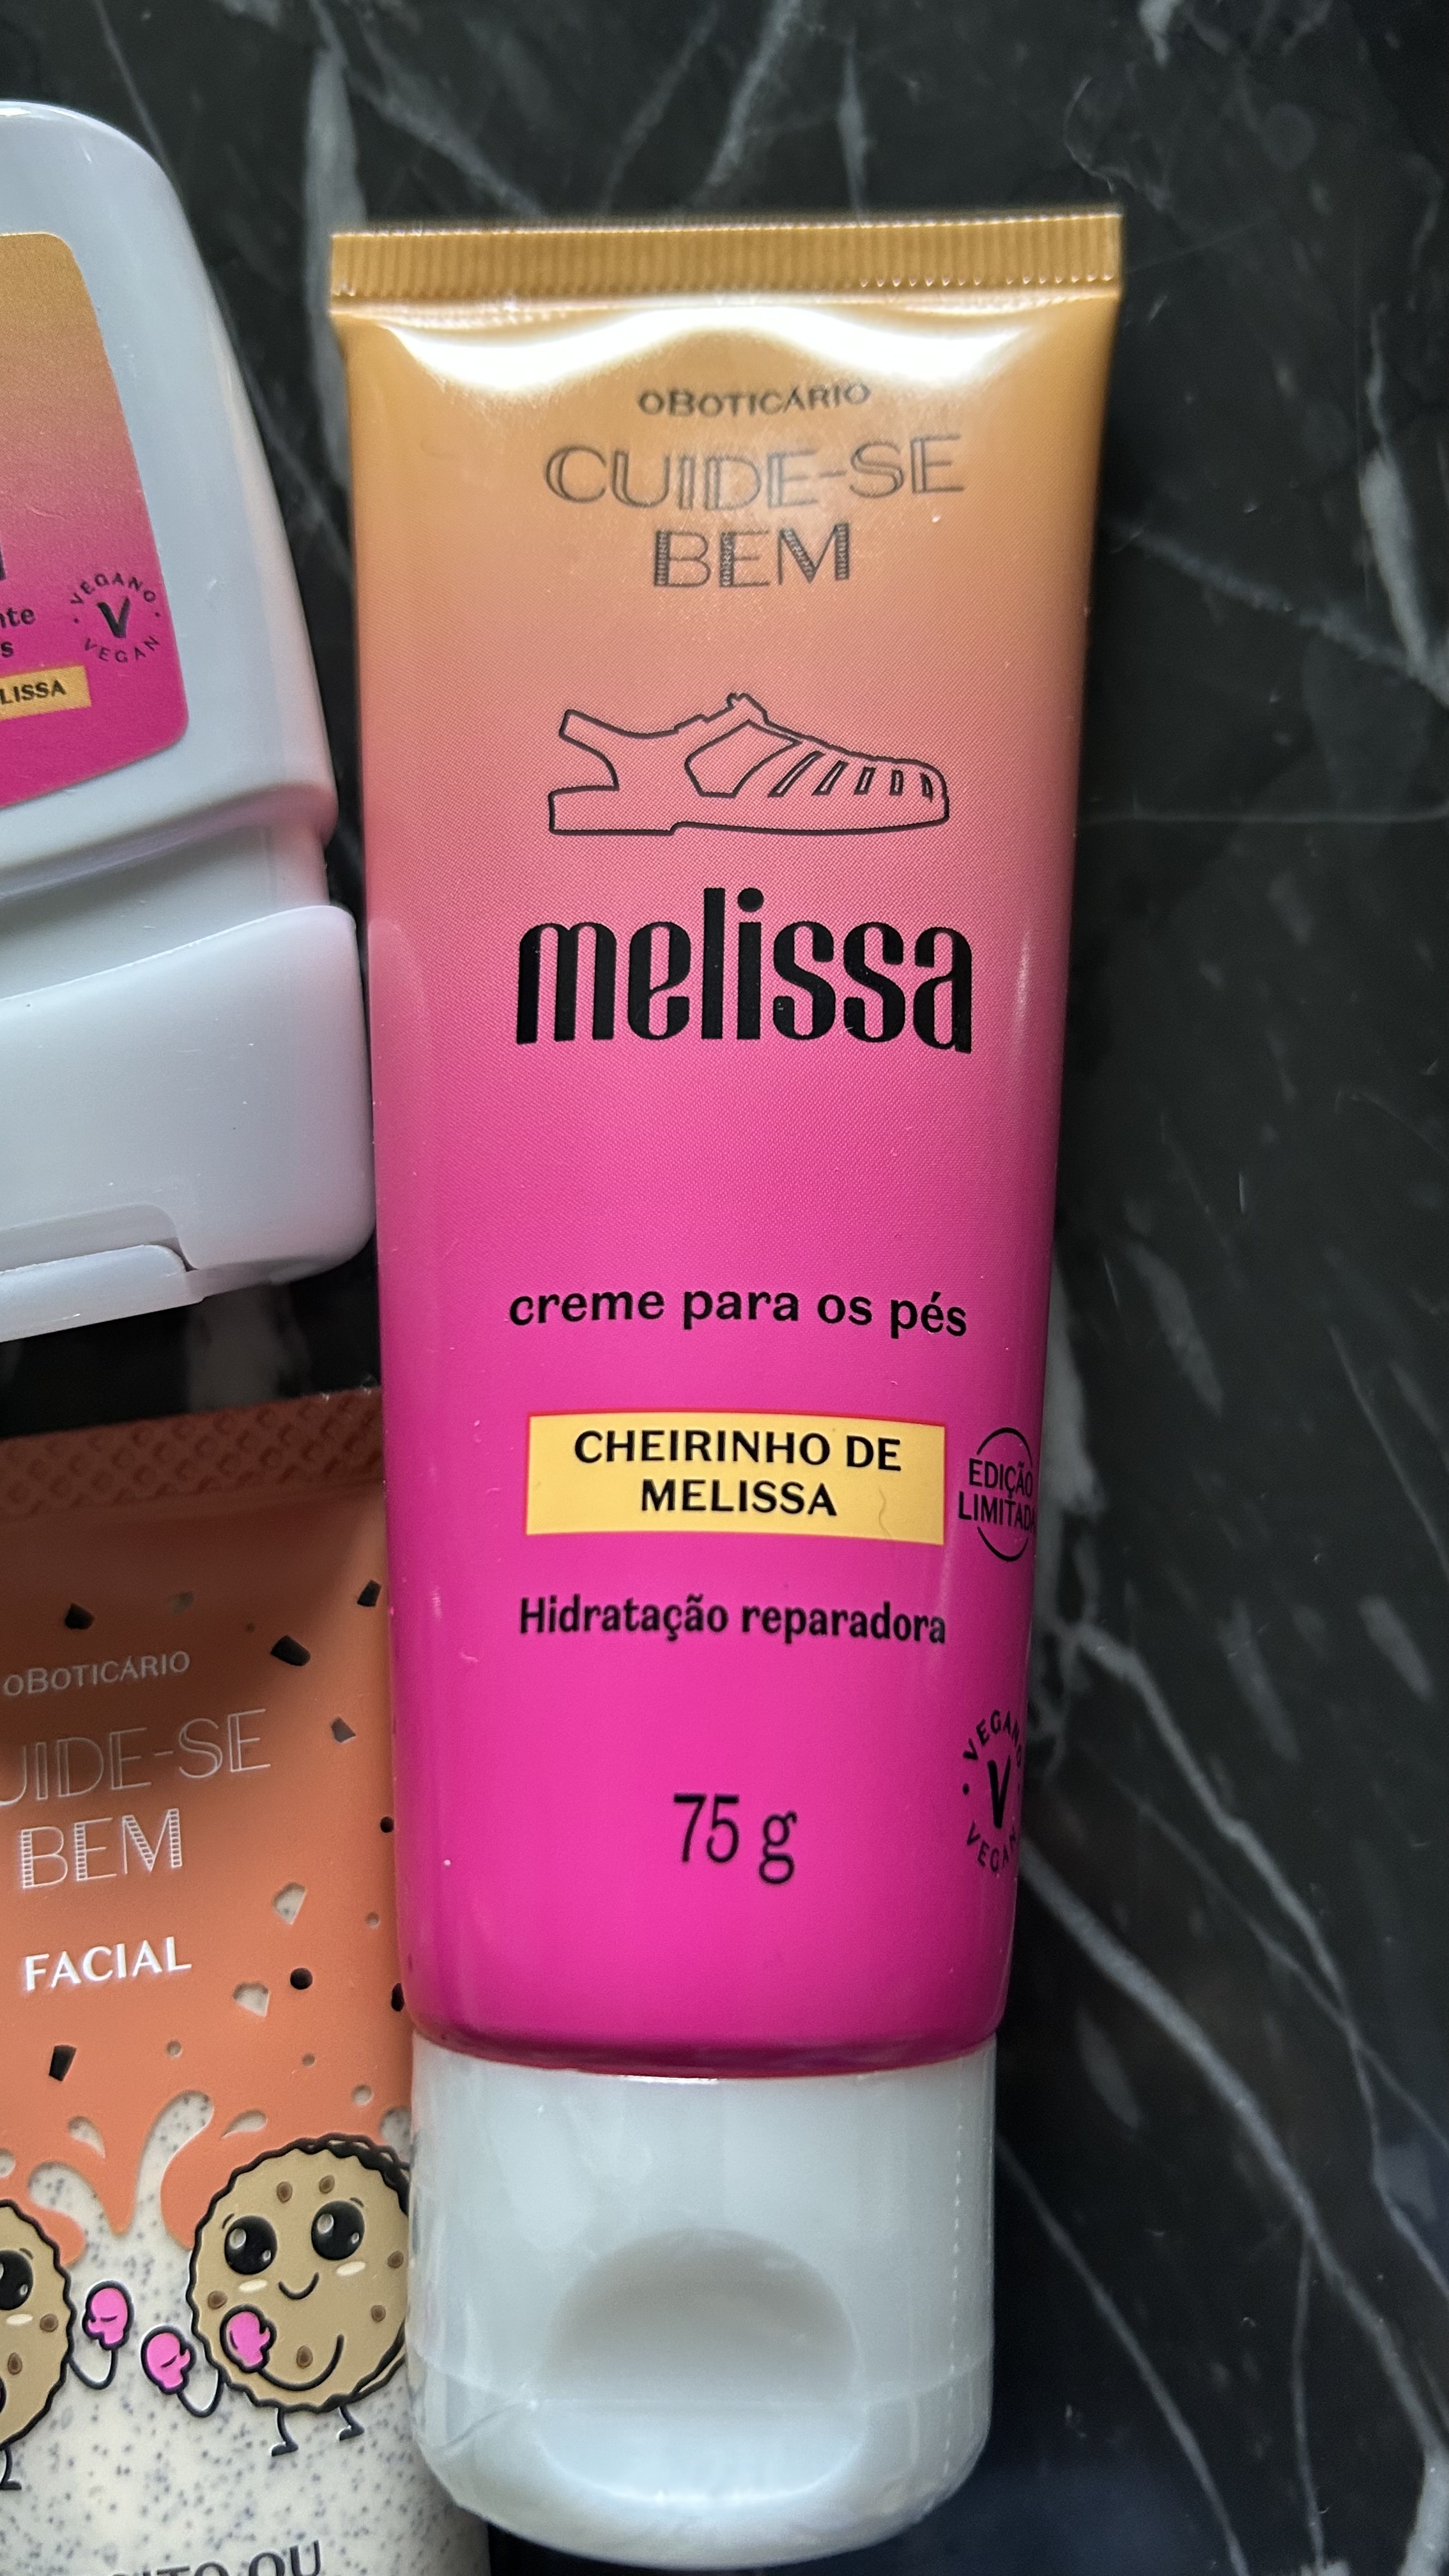 oBOTICÁRIO
CUIDE-SE
BEM
melissa
creme para os pés
CHEIRINHO DE
MELISSA
EDIÇÃO
LIMITADA
Hidratação reparadora
75 g
VEGANO
V
VEGAN
VEGANO
V
VEGAN
oBOTICÁRIO
BEM
FACIAL
OU